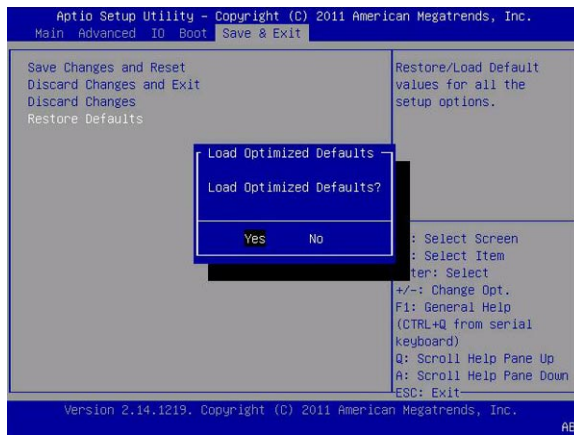 Aptio Setup Utility – Copyright (C) 2011 American Megatrends, Inc.
Main Advanced IO Boot Save & Exit
Save Changes and Reset
Discard Changes and Exit
Discard Changes
Restore Defaults
Restore/Load Default
values for all the
setup options.
Load Optimized Defaults
Load Optimized Defaults?
Yes No
: Select Screen
: Select Item
ter: Select
+/-: Change Opt.
F1: General Help
(CTRL+Q from serial
keyboard)
Q: Scroll Help Pane Up
A: Scroll Help Pane Down
ESC: Exit
Version 2.14.1219. Copyright (C) 2011 American Megatrends, Inc.
AB